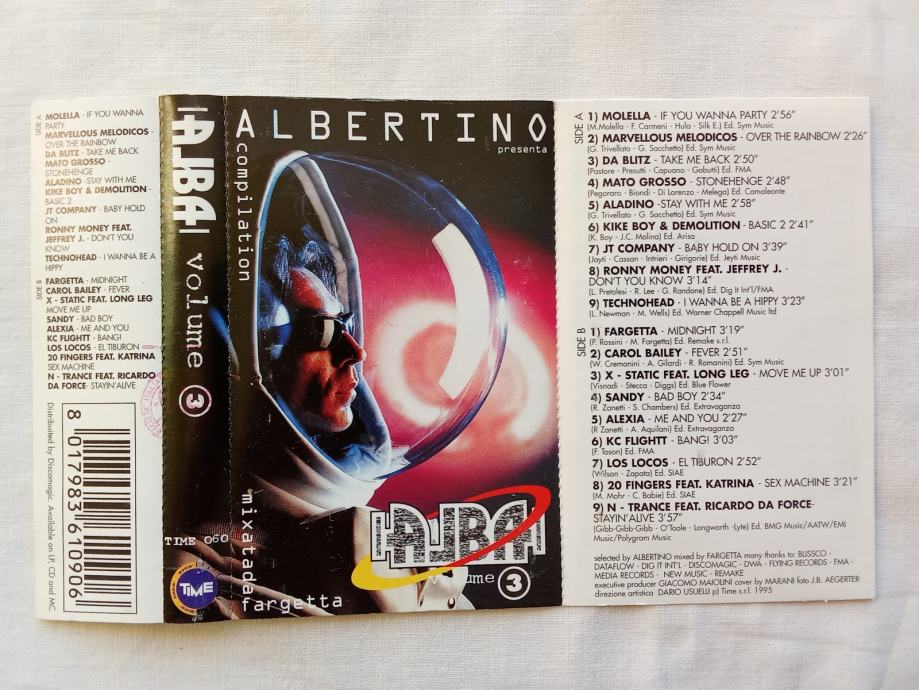 SIDE A
MOLELLA - IF YOU WANNA
PARTY
MARVELLOUS MELODICOS -
OVER THE RAINBOW
DA BLITZ - TAKE ME BACK
MATO GROSSO -
STONEHENGE
ALADINO -STAY WITH ME
KIKE BOY & DEMOLITION -
BASIC 2
JT COMPANY - BABY HOLD
ON
RONNY MONEY FEAT.
JEFFREY J. - DON'T YOU
KNOW
TECHNOHEAD - I WANNA BE A
HIPPY
SIDE B
FARGETTA - MIDNIGHT
CAROL BAILEY - FEVER
X - STATIC FEAT. LONG LEG
MOVE ME UP
SANDY - BAD BOY
ALEXIA - ME AND YOU
KC FLIGHTT - BANG!
LOS LOCOS - EL TIBURON
20 FINGERS FEAT. KATRINA
SEX MACHINE
N - TRANCE FEAT. RICARDO
DA FORCE - STAYIN'ALIVE
8 017983 610906
Distributed by Discomagic. Available on LP, CD and MC.
AJBA volume 3
TIME 060
TIME
ALBERTINO
presenta
compilation
mixatada
fargetta
AJBA
volume 3
SIDE A
1) MOLELLA - IF YOU WANNA PARTY 2'56"
(M.Molella - F. Carmeni - Hula - Silk E.) Ed. Sym Music
2) MARVELLOUS MELODICOS - OVER THE RAINBOW 2'26"
(G. Trivellato - G. Sacchetto) Ed. Sym Music
3) DA BLITZ - TAKE ME BACK 2'50"
(Pastore - Presutti - Capuano - Gabutti) Ed. FMA
4) MATO GROSSO - STONEHENGE 2'48"
(Pegoraro - Biondi - Di Lorenzo - Melega) Ed. Camaleonte
5) ALADINO -STAY WITH ME 2'58"
(G. Trivellato - G. Sacchetto) Ed. Sym Music
6) KIKE BOY & DEMOLITION - BASIC 2 2'41"
(K. Boy - J.C. Molina) Ed. Arisa
7) JT COMPANY - BABY HOLD ON 3'39"
(Jayti - Cassan - Intrieri - Girigorie) Ed. Jeyti Music
8) RONNY MONEY FEAT. JEFFREY J. -
DON'T YOU KNOW 3'14"
(L. Pretolesi - R. Lee - G. Randone) Ed. Dig It Int'l/FMA
9) TECHNOHEAD - I WANNA BE A HIPPY 3'23"
(L. Newman - M. Wells) Ed. Warner Chappell Music ltd
SIDE B
1) FARGETTA - MIDNIGHT 3'19"
(P. Rossini - M. Fargetta) Ed. Remake s.r.l.
2) CAROL BAILEY - FEVER 2'51"
(W. Cremonini - A. Gilardi - R. Romanini) Ed. Sym Music
3) X - STATIC FEAT. LONG LEG - MOVE ME UP 3'01"
(Visnadi - Stecca - Diggs) Ed. Blue Flower
4) SANDY - BAD BOY 2'34"
(R. Zanetti - S. Chambers) Ed. Extravaganza
5) ALEXIA - ME AND YOU 2'27"
(R Zanetti - A. Aquilani) Ed. Extravaganza
6) KC FLIGHTT - BANG! 3'03"
(F. Toson) Ed. FMA
7) LOS LOCOS - EL TIBURON 2'52"
(Wilson - Zapata) Ed. SIAE
8) 20 FINGERS FEAT. KATRINA - SEX MACHINE 3'21"
(M. Mohr - C. Babie) Ed. SIAE
9) N - TRANCE FEAT. RICARDO DA FORCE-
STAYIN'ALIVE 3'57"
(Gibb-Gibb-Gibb - O'Toole - Longworth -Lyte) Ed. BMG Music/AATW/EMI
Music/Polygram Music
selected by ALBERTINO mixed by FARGETTA many thanks to: BLISSCO -
DATAFLOW - DIG IT INT'L - DISCOMAGIC - DWA - FLYING RECORDS - FMA -
MEDIA RECORDS - NEW MUSIC - REMAKE
executive producer GIACOMO MAIOLINI cover by MARANI foto J.B. AEGERTER
direzione artistica DARIO USUELLI p) Time s.r.l. 1995